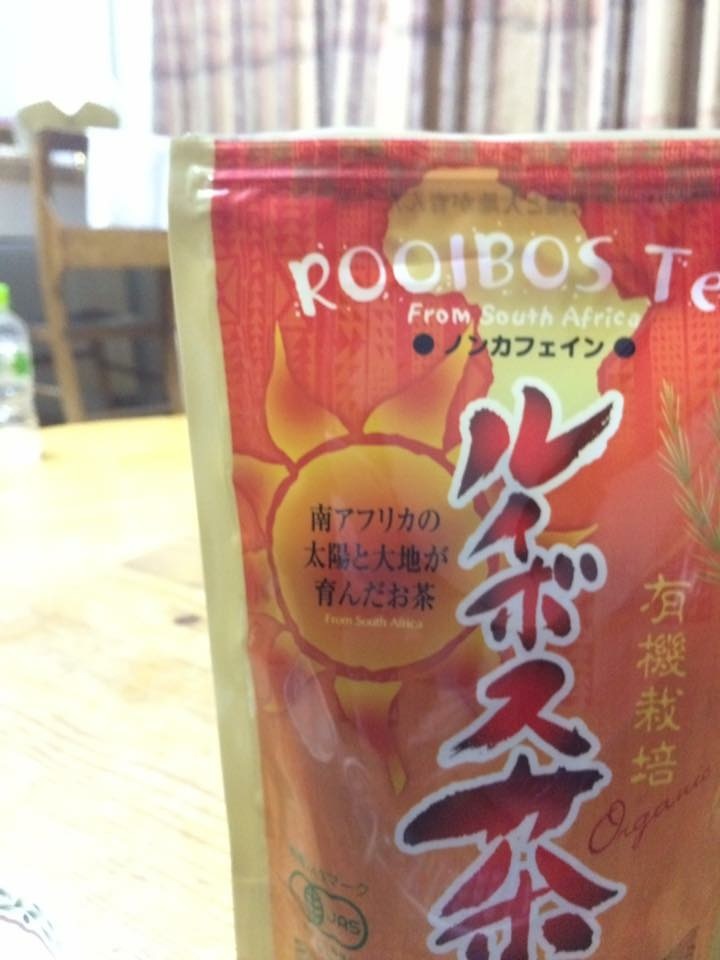 ROOIBOS Te
From South Africa
●ノンカフェイン●
ルイボス茶
南アフリカの
太陽と大地が
育んだお茶
From South Africa
有機栽培
Organic
JAS